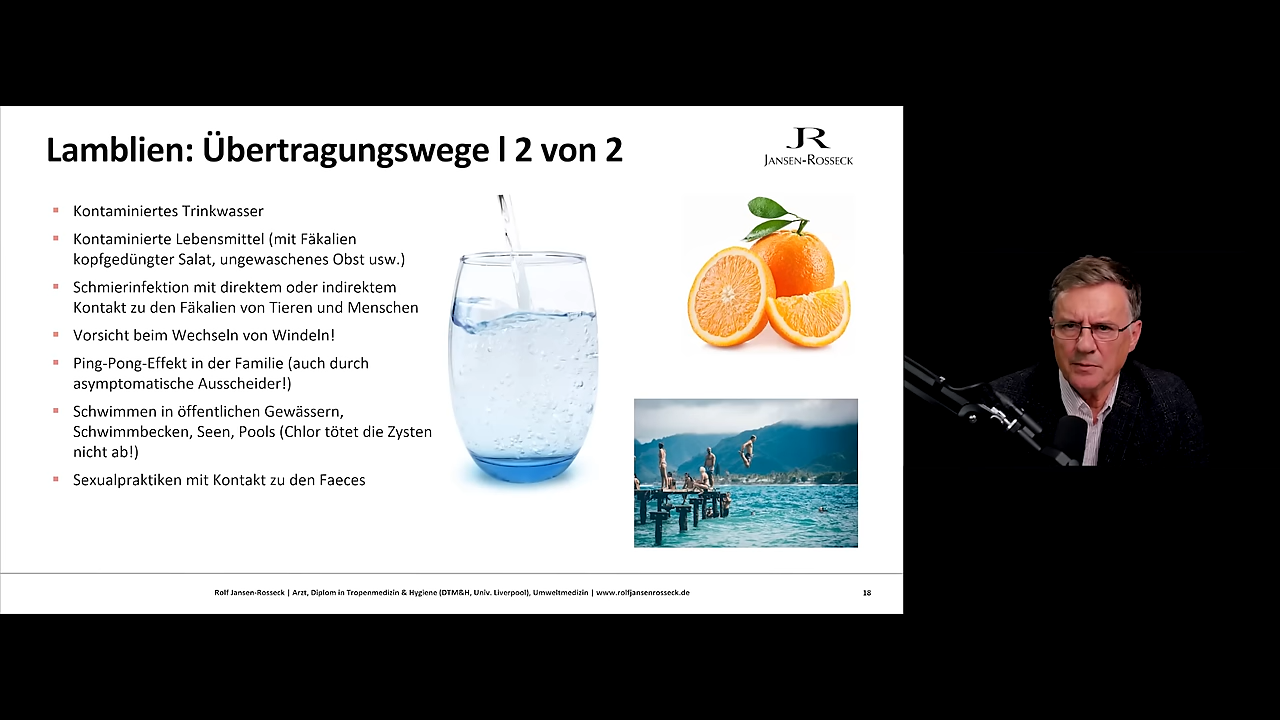 Lamblien: Übertragungswege l 2 von 2
JR
JANSEN-ROSSECK
Kontaminiertes Trinkwasser
Kontaminierte Lebensmittel (mit Fäkalien
kopfgedüngter Salat, ungewaschenes Obst usw.)
Schmierinfektion mit direktem oder indirektem
Kontakt zu den Fäkalien von Tieren und Menschen
Vorsicht beim Wechseln von Windeln!
Ping-Pong-Effekt in der Familie (auch durch
asymptomatische Ausscheider!)
Schwimmen in öffentlichen Gewässern,
Schwimmbecken, Seen, Pools (Chlor tötet die Zysten
nicht ab!)
Sexualpraktiken mit Kontakt zu den Faeces
Rolf Jansen-Rosseck | Arzt, Diplom in Tropenmedizin & Hygiene (DTM&H, Univ. Liverpool), Umweltmedizin | www.rolfjansenrosseck.de
18